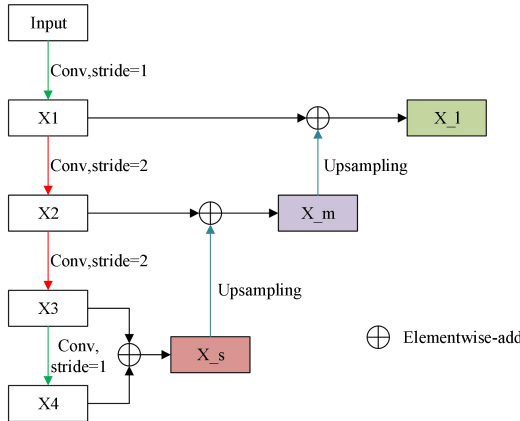 Input
Conv,stride=1
X1
X_l
Conv,stride=2
Upsampling
X2
X_m
Conv,stride=2
Upsampling
X3
Conv,
stride=1
X_s
Elementwise-add
X4